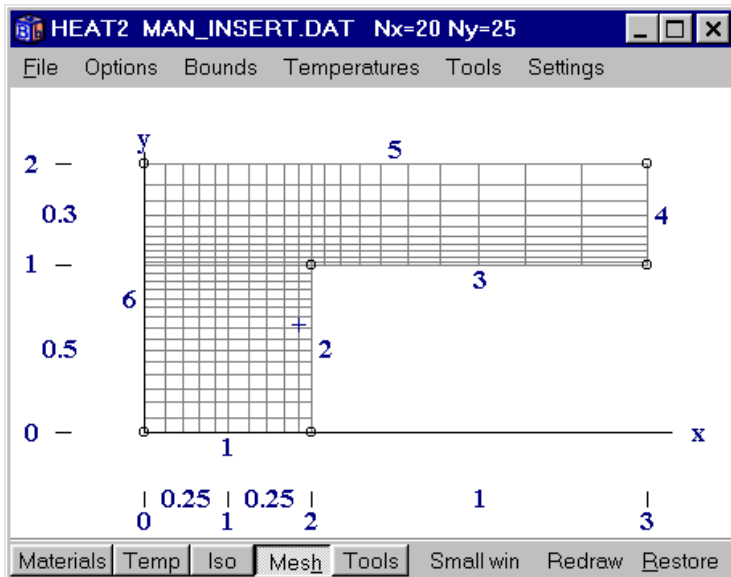 HEAT2 MAN_INSERT.DAT Nx=20 Ny=25
File Options Bounds Temperatures Tools Settings
y
2 5
0.3 4
1 3
6
0.5 2
0 x
1
0.25 0.25 1
0 1 2 3
Materials Temp Iso Mesh Tools Small win Redraw Restore